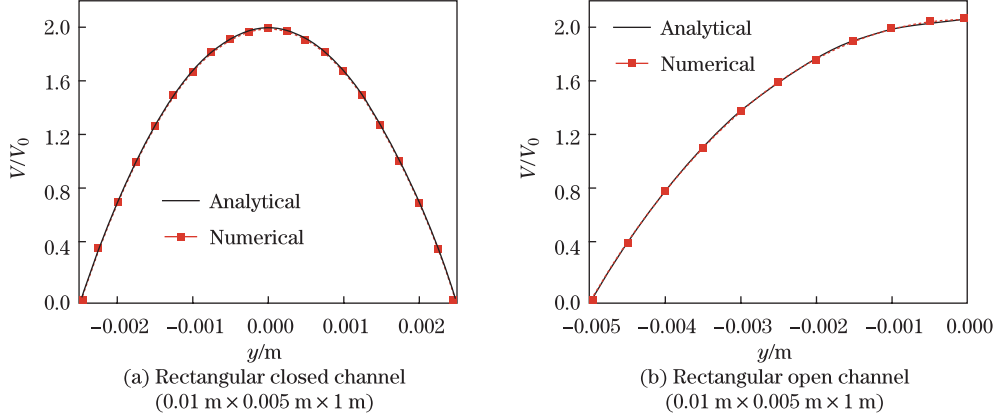 2.0
1.6
1.2
0.8
0.4
0.0
V/V₀
Analytical
Numerical
−0.002 −0.001 0.000 0.001 0.002
y/m
(a) Rectangular closed channel
(0.01 m × 0.005 m × 1 m)
2.0
1.6
1.2
0.8
0.4
0.0
V/V₀
Analytical
Numerical
−0.005 −0.004 −0.003 −0.002 −0.001 0.000
y/m
(b) Rectangular open channel
(0.01 m × 0.005 m × 1 m)